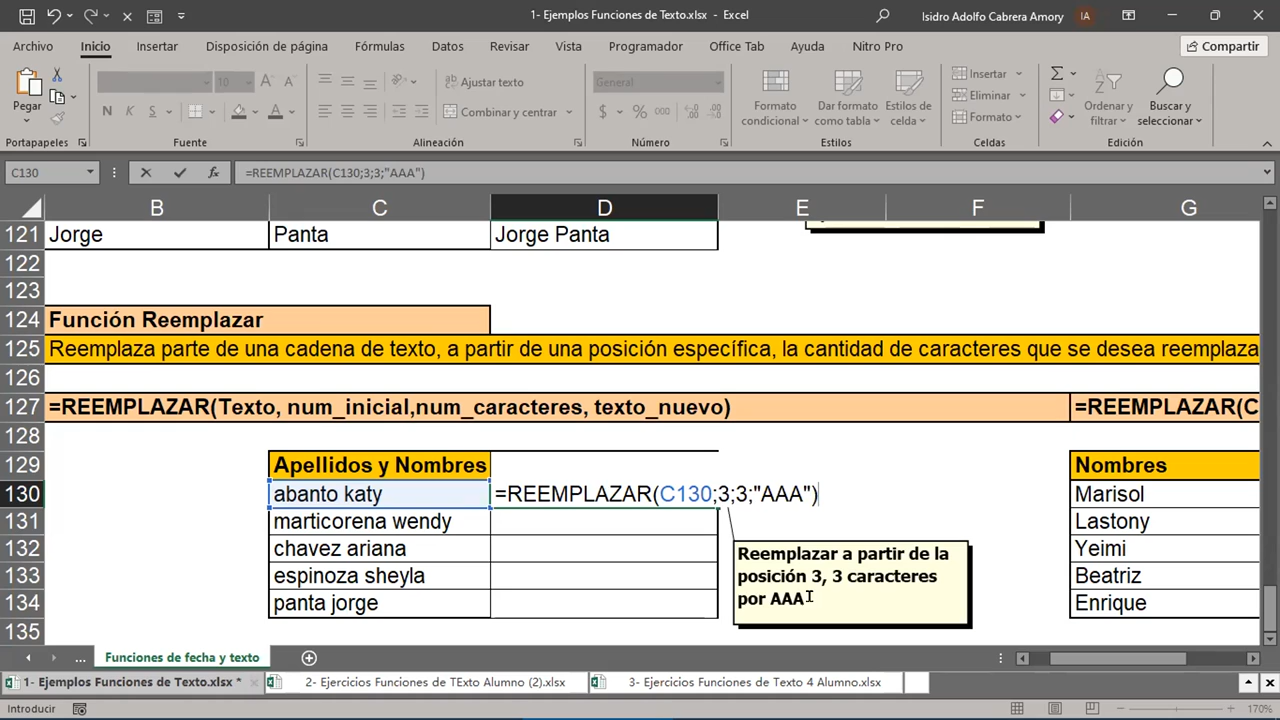 1- Ejemplos Funciones de Texto.xlsx - Excel
Isidro Adolfo Cabrera Amory IA
Archivo Inicio Insertar Disposición de página Fórmulas Datos Revisar Vista Programador Office Tab Ayuda Nitro Pro Compartir
Pegar
10
Ajustar texto
General
Insertar
N K S
Combinar y centrar
$ % 000
Formato condicional
Dar formato como tabla
Estilos de celda
Eliminar
Formato
Ordenar y filtrar
Buscar y seleccionar
Portapapeles Fuente Alineación Número Estilos Celdas Edición
C130 fx =REEMPLAZAR(C130;3;3;"AAA")
B C D E F G
121 Jorge Panta Jorge Panta
122
123
124 Función Reemplazar
125 Reemplaza parte de una cadena de texto, a partir de una posición específica, la cantidad de caracteres que se desea reemplaza
126
127 =REEMPLAZAR(Texto, num_inicial,num_caracteres, texto_nuevo) =REEMPLAZAR(C
128
129 Apellidos y Nombres Nombres
130 abanto katy =REEMPLAZAR(C130;3;3;"AAA") Marisol
131 marticorena wendy Lastony
132 chavez ariana Yeimi
133 espinoza sheyla Beatriz
134 panta jorge Enrique
135
Reemplazar a partir de la
posición 3, 3 caracteres
por AAA
... Funciones de fecha y texto
1- Ejemplos Funciones de Texto.xlsx * 2- Ejercicios Funciones de TExto Alumno (2).xlsx 3- Ejercicios Funciones de Texto 4 Alumno.xlsx
Introducir 170%